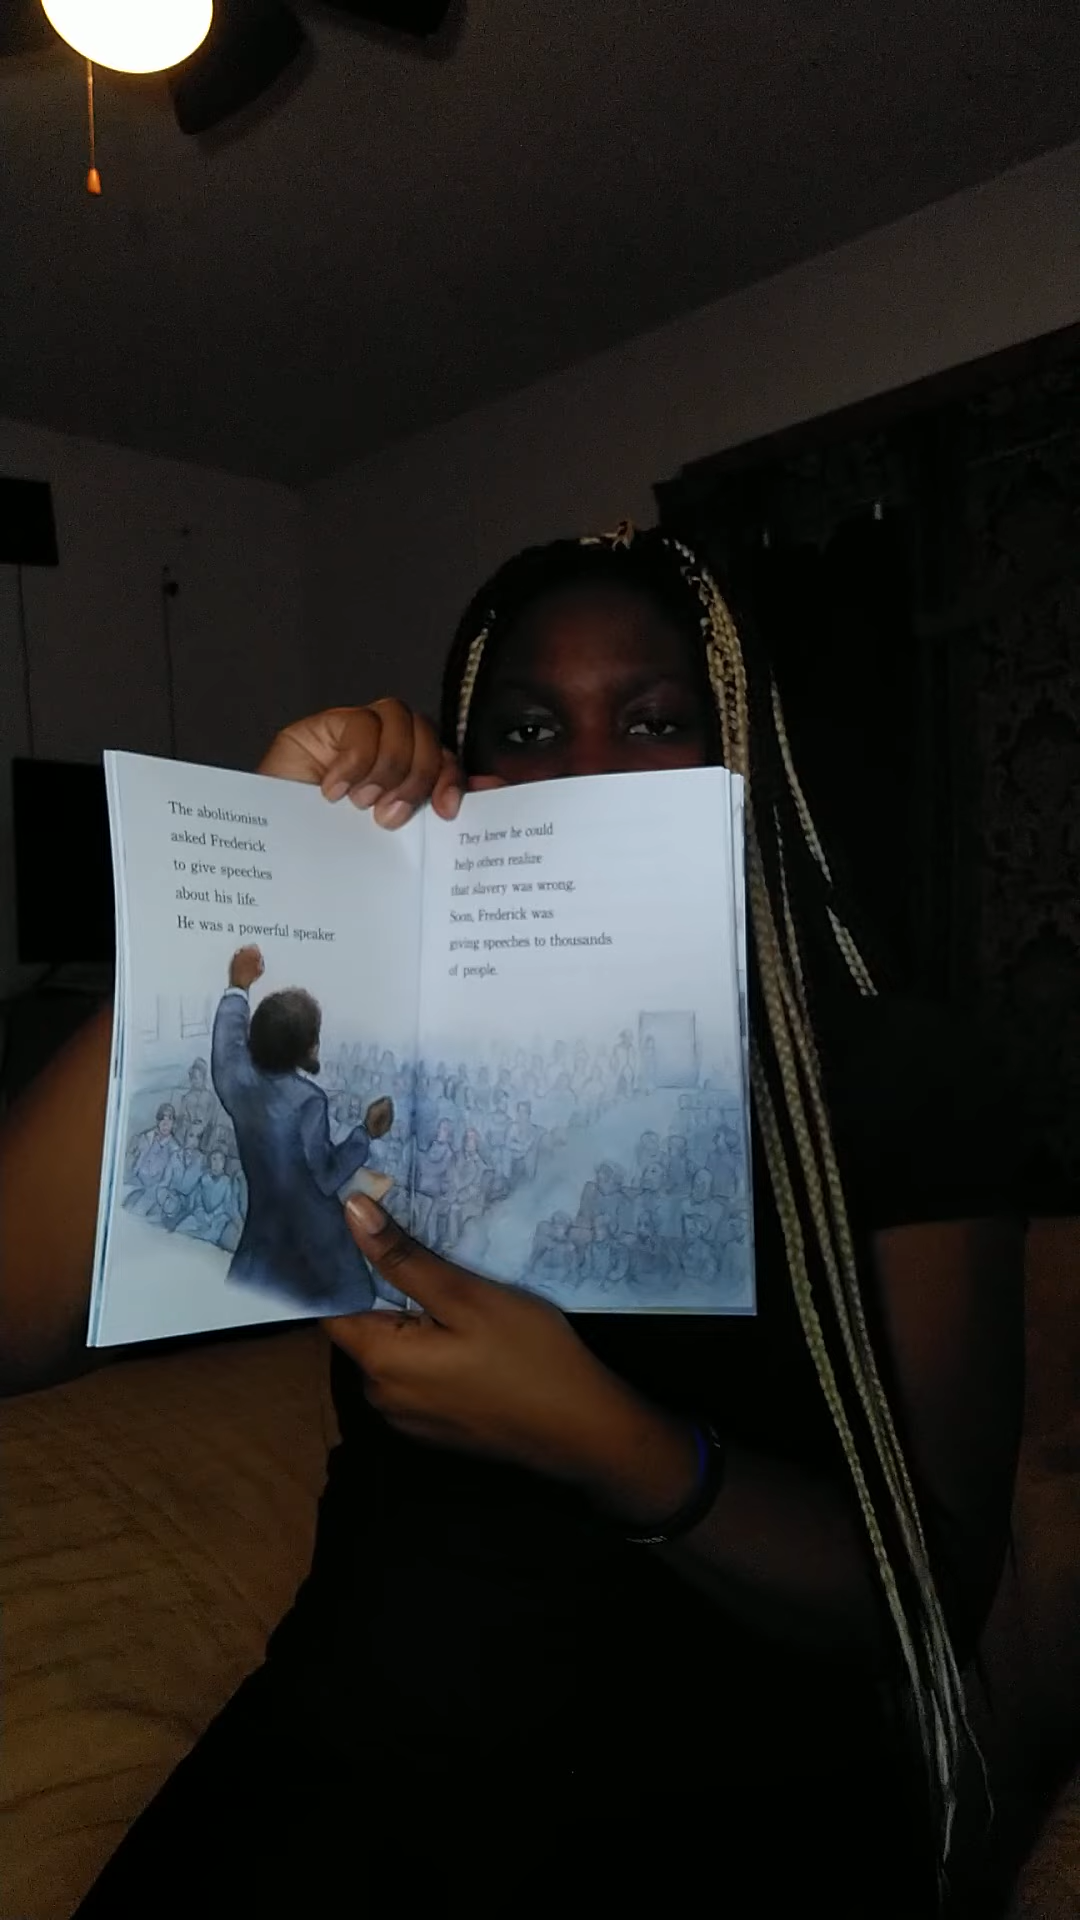 The abolitionists
asked Frederick
to give speeches
about his life.
He was a powerful speaker.
They knew he could
help others realize
that slavery was wrong.
Soon, Frederick was
giving speeches to thousands
of people.